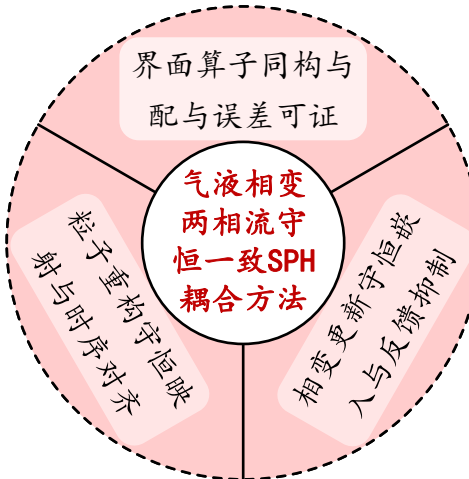 界面算子同构与
配与误差可证
气液相变
两相流守
恒一致SPH
耦合方法
粒子重构守恒映
射与时序对齐
相变更新守恒嵌
入与反馈抑制